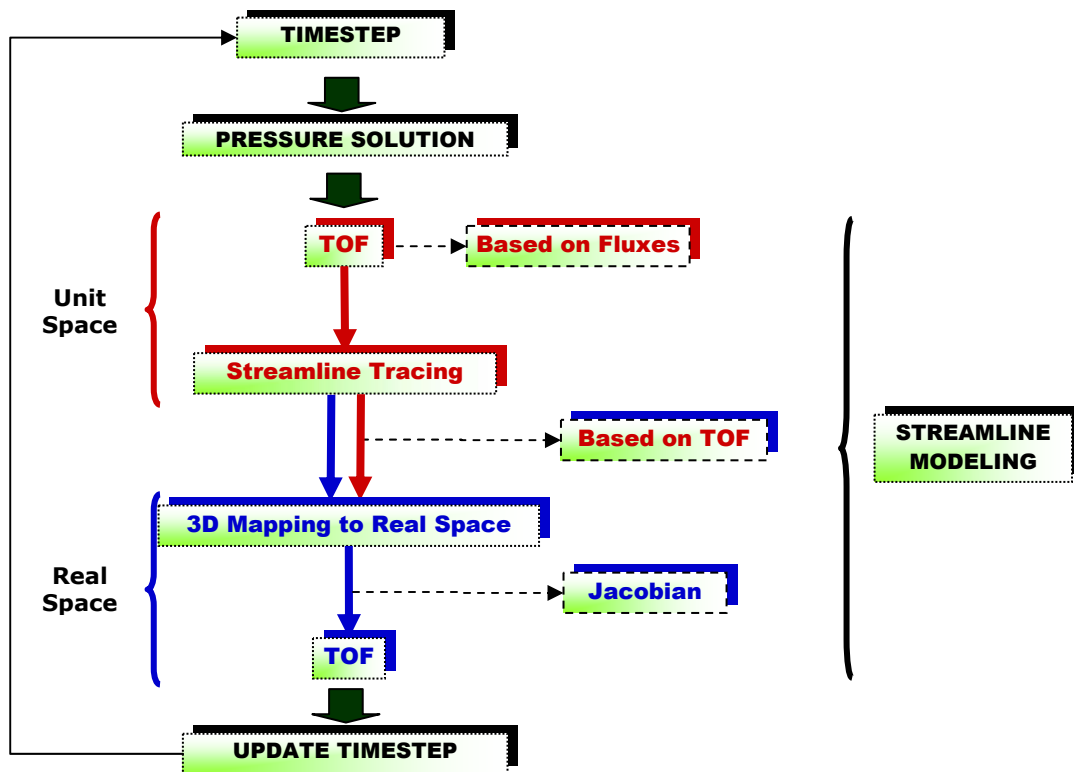 TIMESTEP
PRESSURE SOLUTION
TOF
Based on Fluxes
Unit
Space
Streamline Tracing
Based on TOF
STREAMLINE
MODELING
3D Mapping to Real Space
Real
Space
Jacobian
TOF
UPDATE TIMESTEP